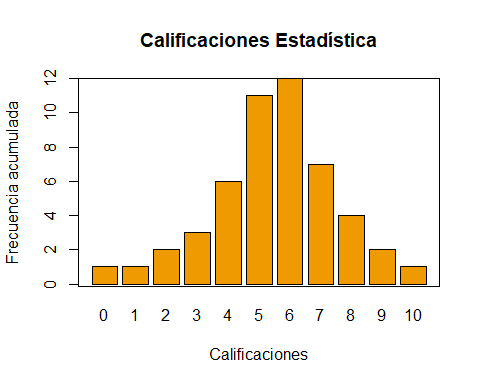 Calificaciones Estadística
Frecuencia acumulada
12
10
8
6
4
2
0
0 1 2 3 4 5 6 7 8 9 10
Calificaciones